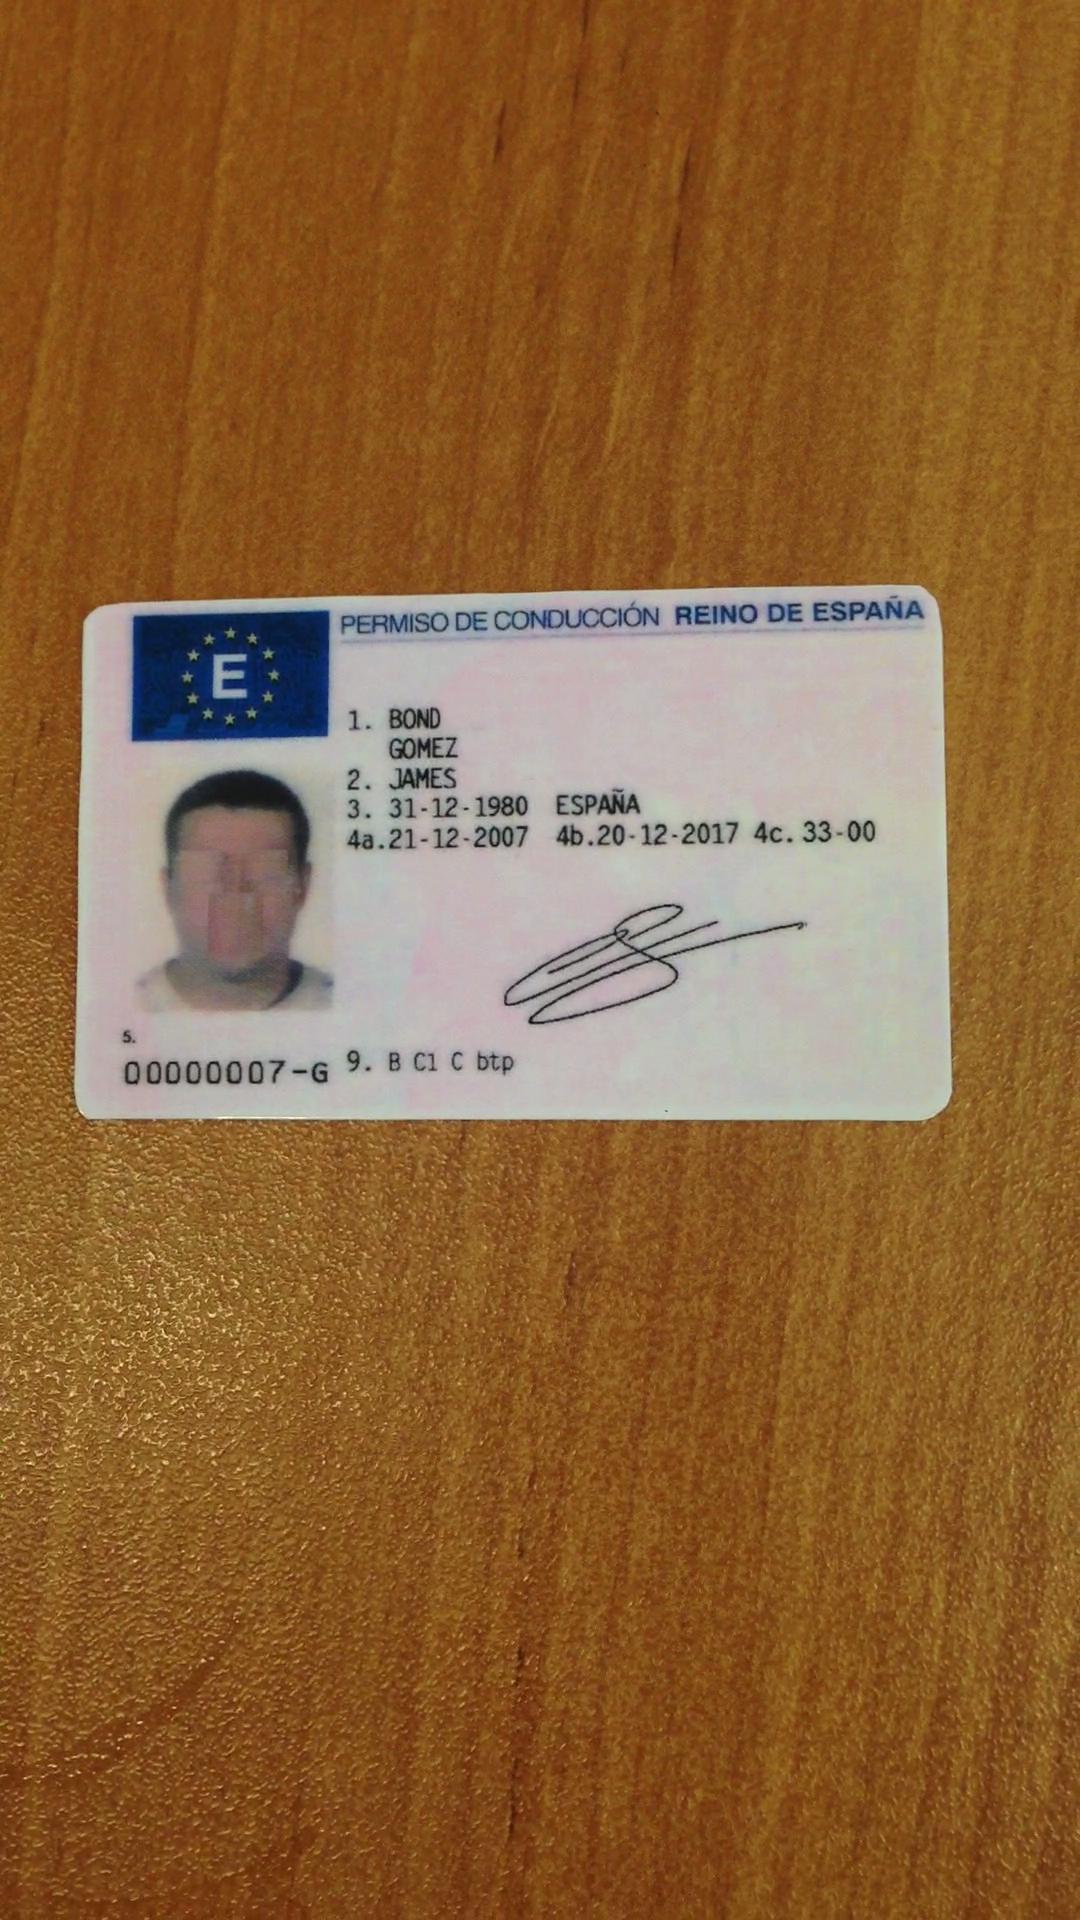 E
PERMISO DE CONDUCCIÓN REINO DE ESPAÑA
1. BOND
GOMEZ
2. JAMES
3. 31-12-1980 ESPAÑA
4a.21-12-2007 4b.20-12-2017 4c. 33-00
5.
00000007-G
9. B C1 C btp